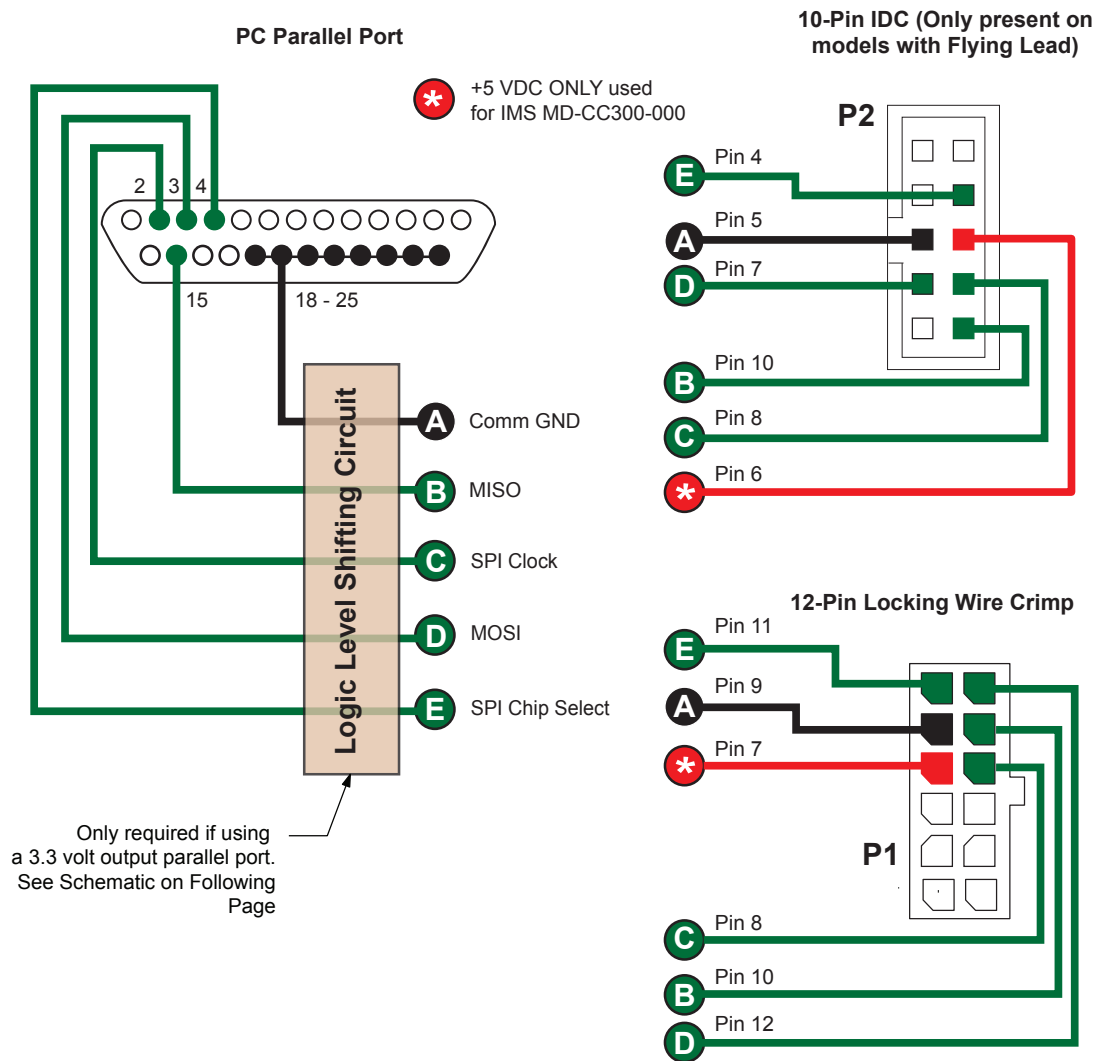 PC Parallel Port
*
+5 VDC ONLY used
for IMS MD-CC300-000
2
3
4
15
18 - 25
Logic Level Shifting Circuit
A
Comm GND
B
MISO
C
SPI Clock
D
MOSI
E
SPI Chip Select
Only required if using
a 3.3 volt output parallel port.
See Schematic on Following
Page
10-Pin IDC (Only present on
models with Flying Lead)
P2
E
Pin 4
A
Pin 5
D
Pin 7
B
Pin 10
C
Pin 8
*
Pin 6
12-Pin Locking Wire Crimp
E
Pin 11
A
Pin 9
*
Pin 7
P1
C
Pin 8
B
Pin 10
D
Pin 12